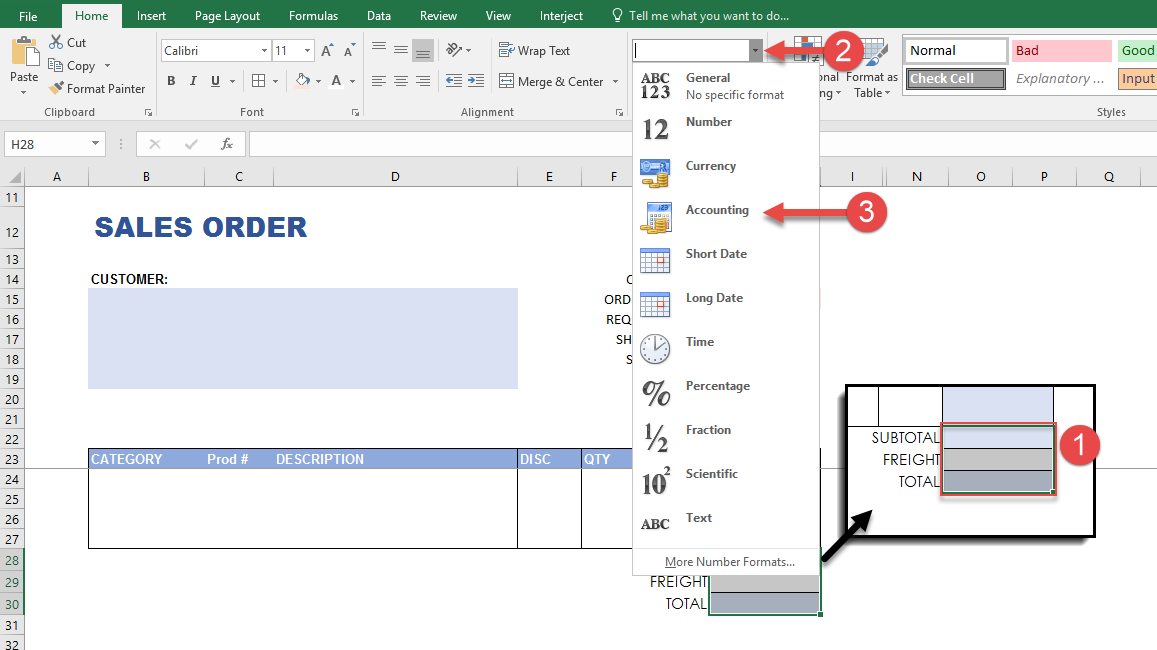 File Home Insert Page Layout Formulas Data Review View Interject Tell me what you want to do...
Cut
Copy
Format Painter
Paste
Clipboard
Calibri 11 A A
B I U A
Font
Wrap Text
Merge & Center
Alignment
2
onal Format as
ng Table
Normal Bad Good
Check Cell Explanatory ... Input
Styles
H28 fx
A B C D E F I N O P Q
ABC 123 General
No specific format
12 Number
Currency
Accounting 3
Short Date
Long Date
Time
% Percentage
½ Fraction
10² Scientific
ABC Text
More Number Formats...
11
12 SALES ORDER
13
14 CUSTOMER: C
15 ORD
16 REQ
17 SH
18 S
19
20
21
22
23 CATEGORY Prod # DESCRIPTION DISC QTY
24
25
26
27
28
29 FREIGHT
30 TOTAL
31
32
SUBTOTAL 1
FREIGHT
TOTAL